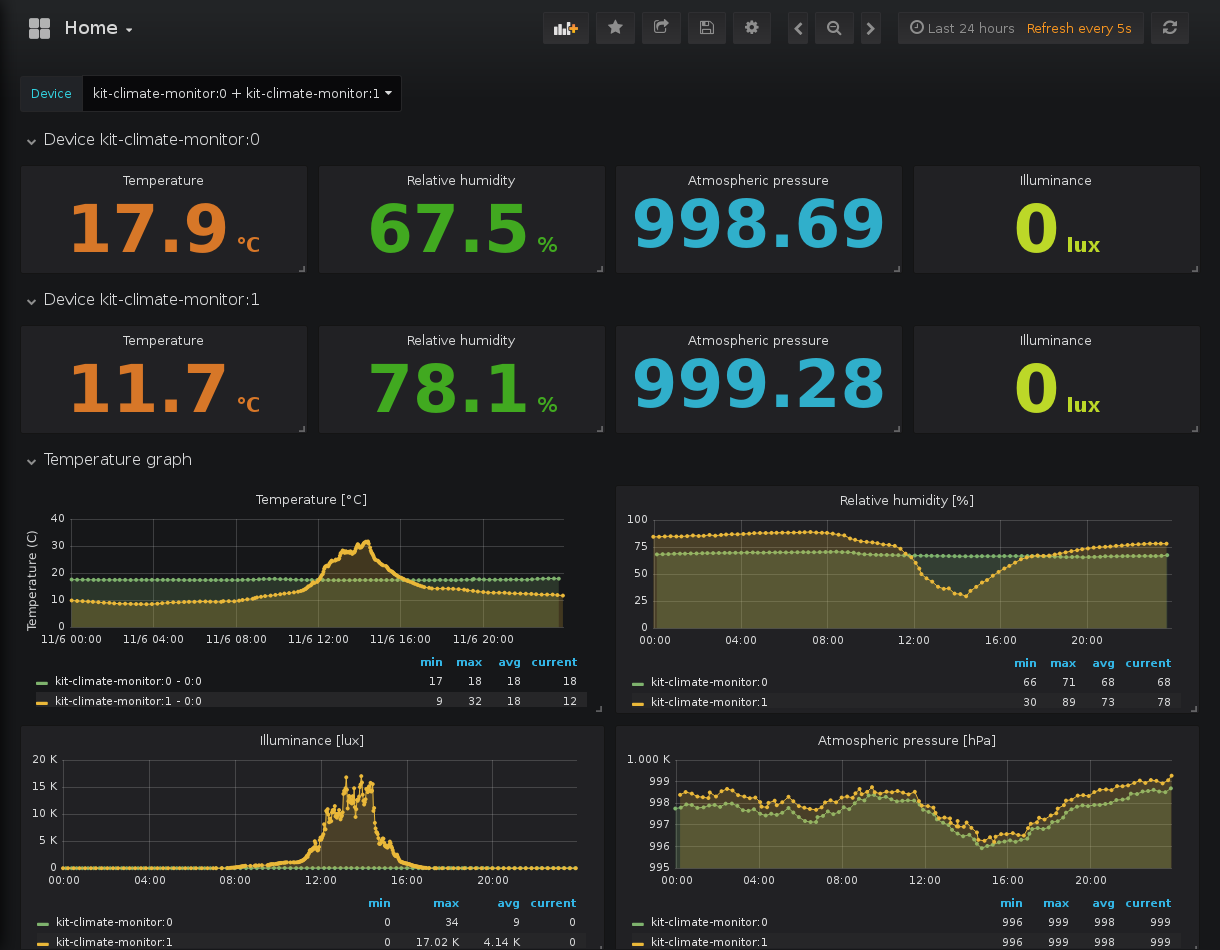 Home
Last 24 hours Refresh every 5s
Device kit-climate-monitor:0 + kit-climate-monitor:1
Device kit-climate-monitor:0
Temperature
17.9 °C
Relative humidity
67.5 %
Atmospheric pressure
998.69
Illuminance
0 lux
Device kit-climate-monitor:1
Temperature
11.7 °C
Relative humidity
78.1 %
Atmospheric pressure
999.28
Illuminance
0 lux
Temperature graph
Temperature [°C]
Temperature (C)
40
30
20
10
0
11/6 00:00 11/6 04:00 11/6 08:00 11/6 12:00 11/6 16:00 11/6 20:00
min max avg current
kit-climate-monitor:0 - 0:0 17 18 18 18
kit-climate-monitor:1 - 0:0 9 32 18 12
Relative humidity [%]
100
75
50
25
0
00:00 04:00 08:00 12:00 16:00 20:00
min max avg current
kit-climate-monitor:0 66 71 68 68
kit-climate-monitor:1 30 89 73 78
Illuminance [lux]
20 K
15 K
10 K
5 K
0
00:00 04:00 08:00 12:00 16:00 20:00
min max avg current
kit-climate-monitor:0 0 34 9 0
kit-climate-monitor:1 0 17.02 K 4.14 K 0
Atmospheric pressure [hPa]
1.000 K
999
998
997
996
995
00:00 04:00 08:00 12:00 16:00 20:00
min max avg current
kit-climate-monitor:0 996 999 998 999
kit-climate-monitor:1 996 999 998 999